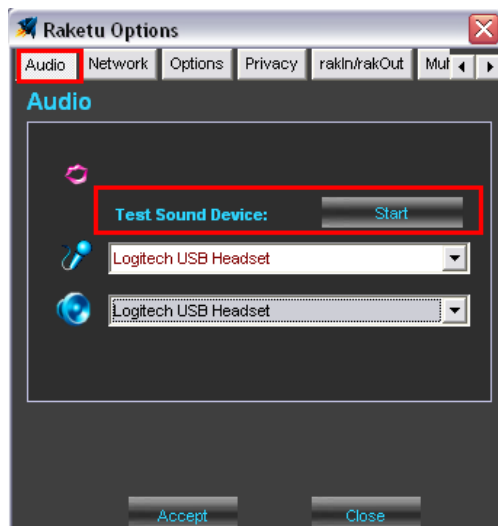 Raketu Options
Audio Network Options Privacy rakIn/rakOut
Audio
Test Sound Device: Start
Logitech USB Headset
Logitech USB Headset
Accept Close